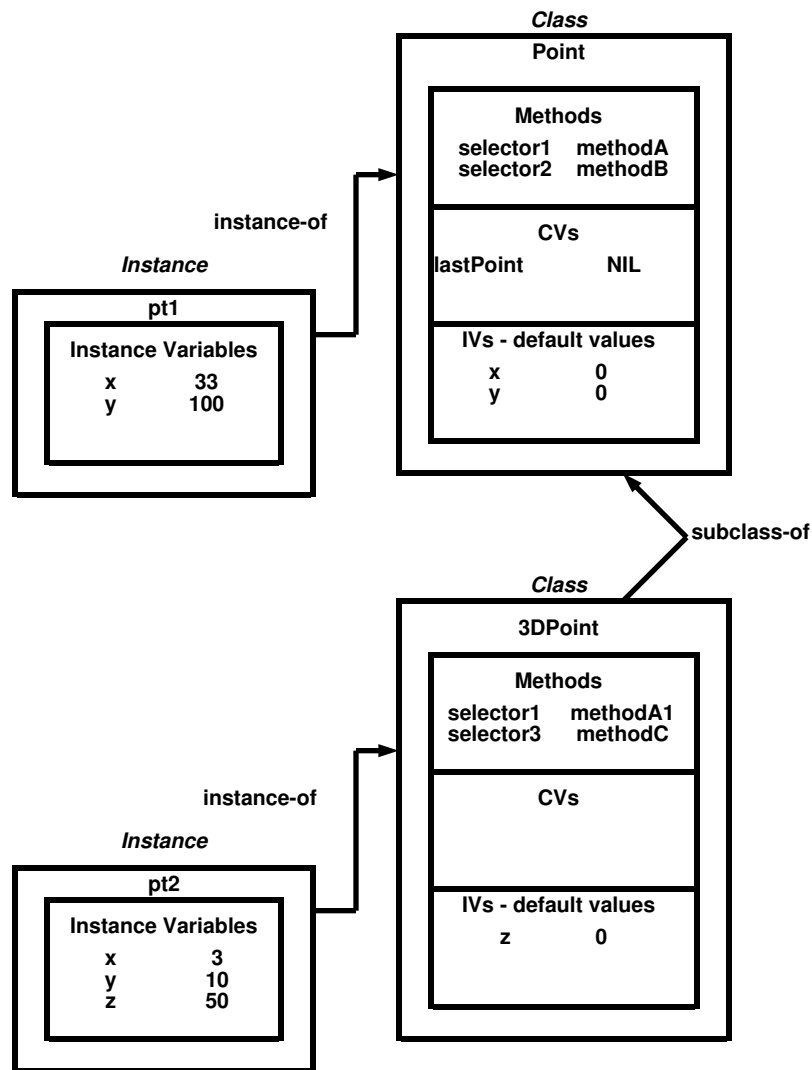 Class
Point
Methods
selector1 methodA
selector2 methodB
instance-of
CVs
Instance
lastPoint NIL
pt1
IVs - default values
Instance Variables
x 0
y 0
x 33
y 100
subclass-of
Class
3DPoint
Methods
selector1 methodA1
selector3 methodC
instance-of
CVs
Instance
pt2
IVs - default values
Instance Variables
z 0
x 3
y 10
z 50